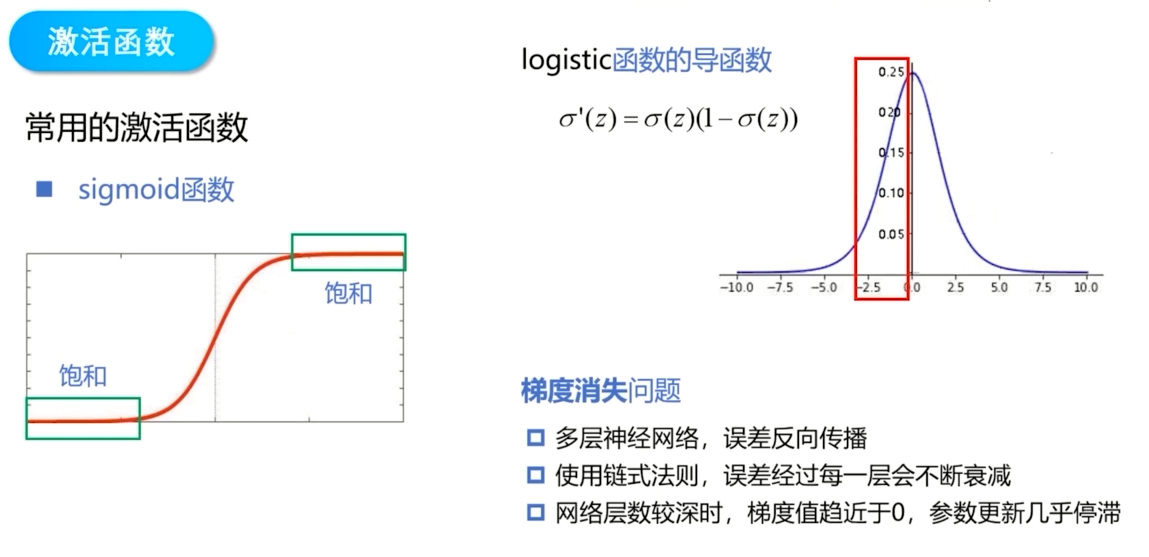 激活函数
常用的激活函数
■ sigmoid函数
饱和
饱和
logistic函数的导函数
σ'(z) = σ(z)(1 − σ(z))
0.25
0.20
0.15
0.10
0.05
−10.0 −7.5 −5.0 −2.5 0.0 2.5 5.0 7.5 10.0
梯度消失问题
多层神经网络，误差反向传播
使用链式法则，误差经过每一层会不断衰减
网络层数较深时，梯度值趋近于0，参数更新几乎停滞